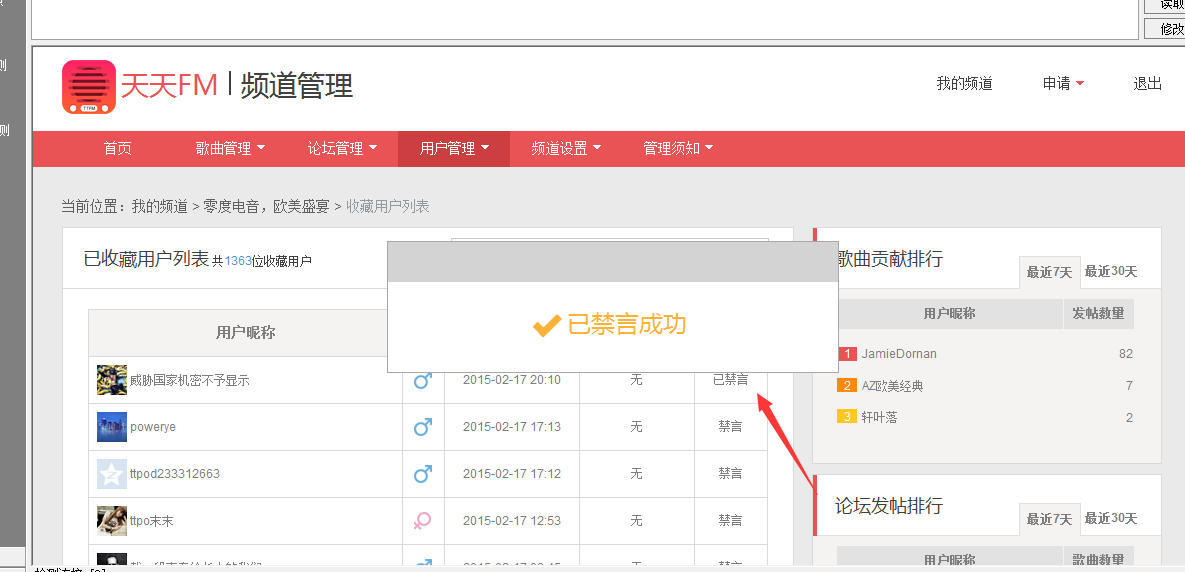 读取
修改
则
测
天天FM | 频道管理
TTFM
我的频道 申请 退出
首页 歌曲管理 论坛管理 用户管理 频道设置 管理须知
当前位置：我的频道 > 零度电音，欧美盛宴 > 收藏用户列表
已收藏用户列表 共1363位收藏用户
已禁言成功
用户昵称
威胁国家机密不予显示 2015-02-17 20:10 无 已禁言
powerye 2015-02-17 17:13 无 禁言
ttpod233312663 2015-02-17 17:12 无 禁言
ttpo末末 2015-02-17 12:53 无 禁言
歌曲贡献排行 最近7天 最近30天
用户昵称 发帖数量
1 JamieDornan 82
2 AZ欧美经典 7
3 轩叶落 2
论坛发帖排行 最近7天 最近30天
用户昵称 歌曲数量